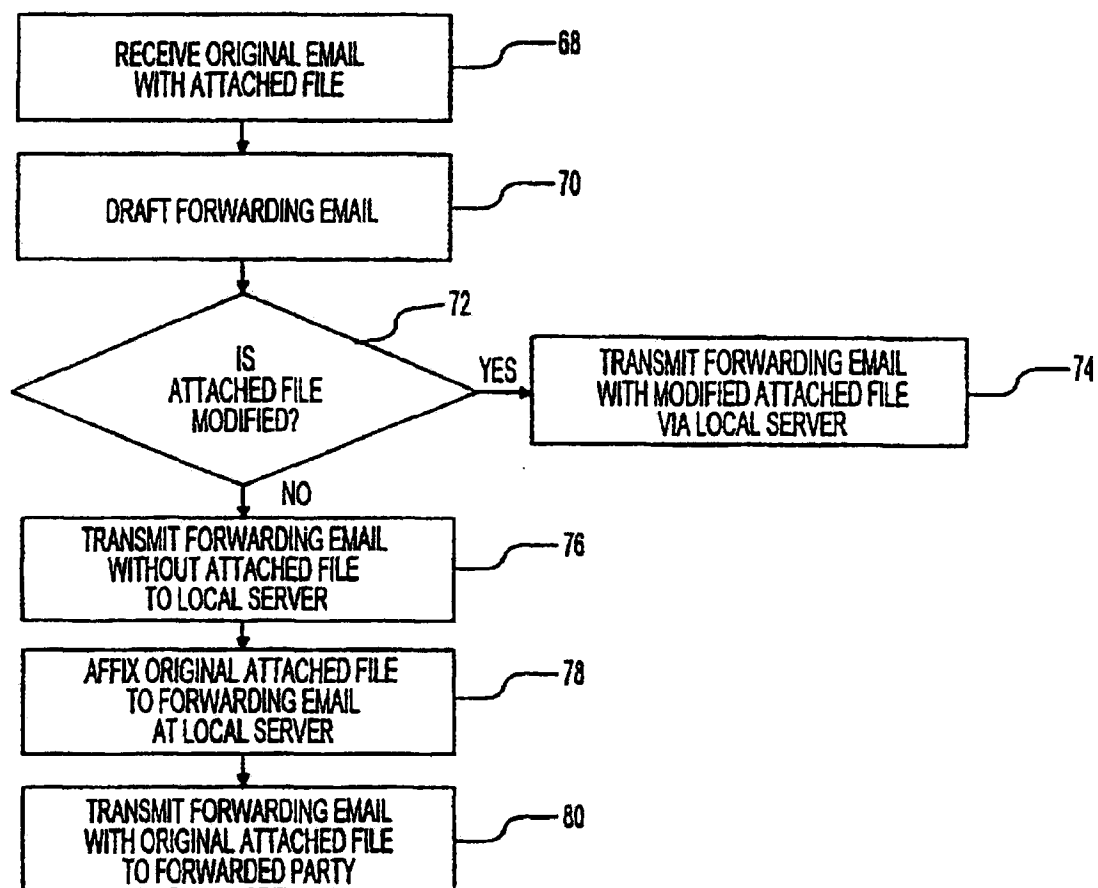 RECEIVE ORIGINAL EMAIL
WITH ATTACHED FILE
68
DRAFT FORWARDING EMAIL
70
72
IS
ATTACHED FILE
MODIFIED?
YES
TRANSMIT FORWARDING EMAIL
WITH MODIFIED ATTACHED FILE
VIA LOCAL SERVER
74
NO
TRANSMIT FORWARDING EMAIL
WITHOUT ATTACHED FILE
TO LOCAL SERVER
76
AFFIX ORIGINAL ATTACHED FILE
TO FORWARDING EMAIL
AT LOCAL SERVER
78
TRANSMIT FORWARDING EMAIL
WITH ORIGINAL ATTACHED FILE
TO FORWARDED PARTY
80